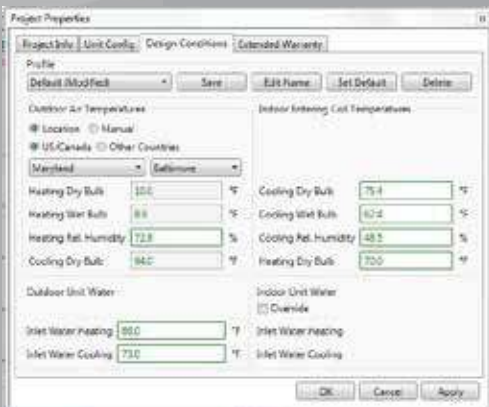 Project Properties
Project Info Unit Config. Design Conditions Extended Warranty
Profile
Default (Modified) Save Edit Name Set Default Delete
Outdoor Air Temperatures Indoor Entering Coil Temperatures
Location Manual
US/Canada Other Countries
Maryland Baltimore
Heating Dry Bulb 10.0 °F Cooling Dry Bulb °F
Heating Wet Bulb °F Cooling Wet Bulb 62.4 °F
Heating Rel. Humidity 72.8 % Cooling Rel. Humidity 48.5 %
Cooling Dry Bulb 94.0 °F Heating Dry Bulb 70.0 °F
Outdoor Unit Water Indoor Unit Water
Override
Inlet Water Heating °F Inlet Water Heating
Inlet Water Cooling 73.0 °F Inlet Water Cooling
OK Cancel Apply